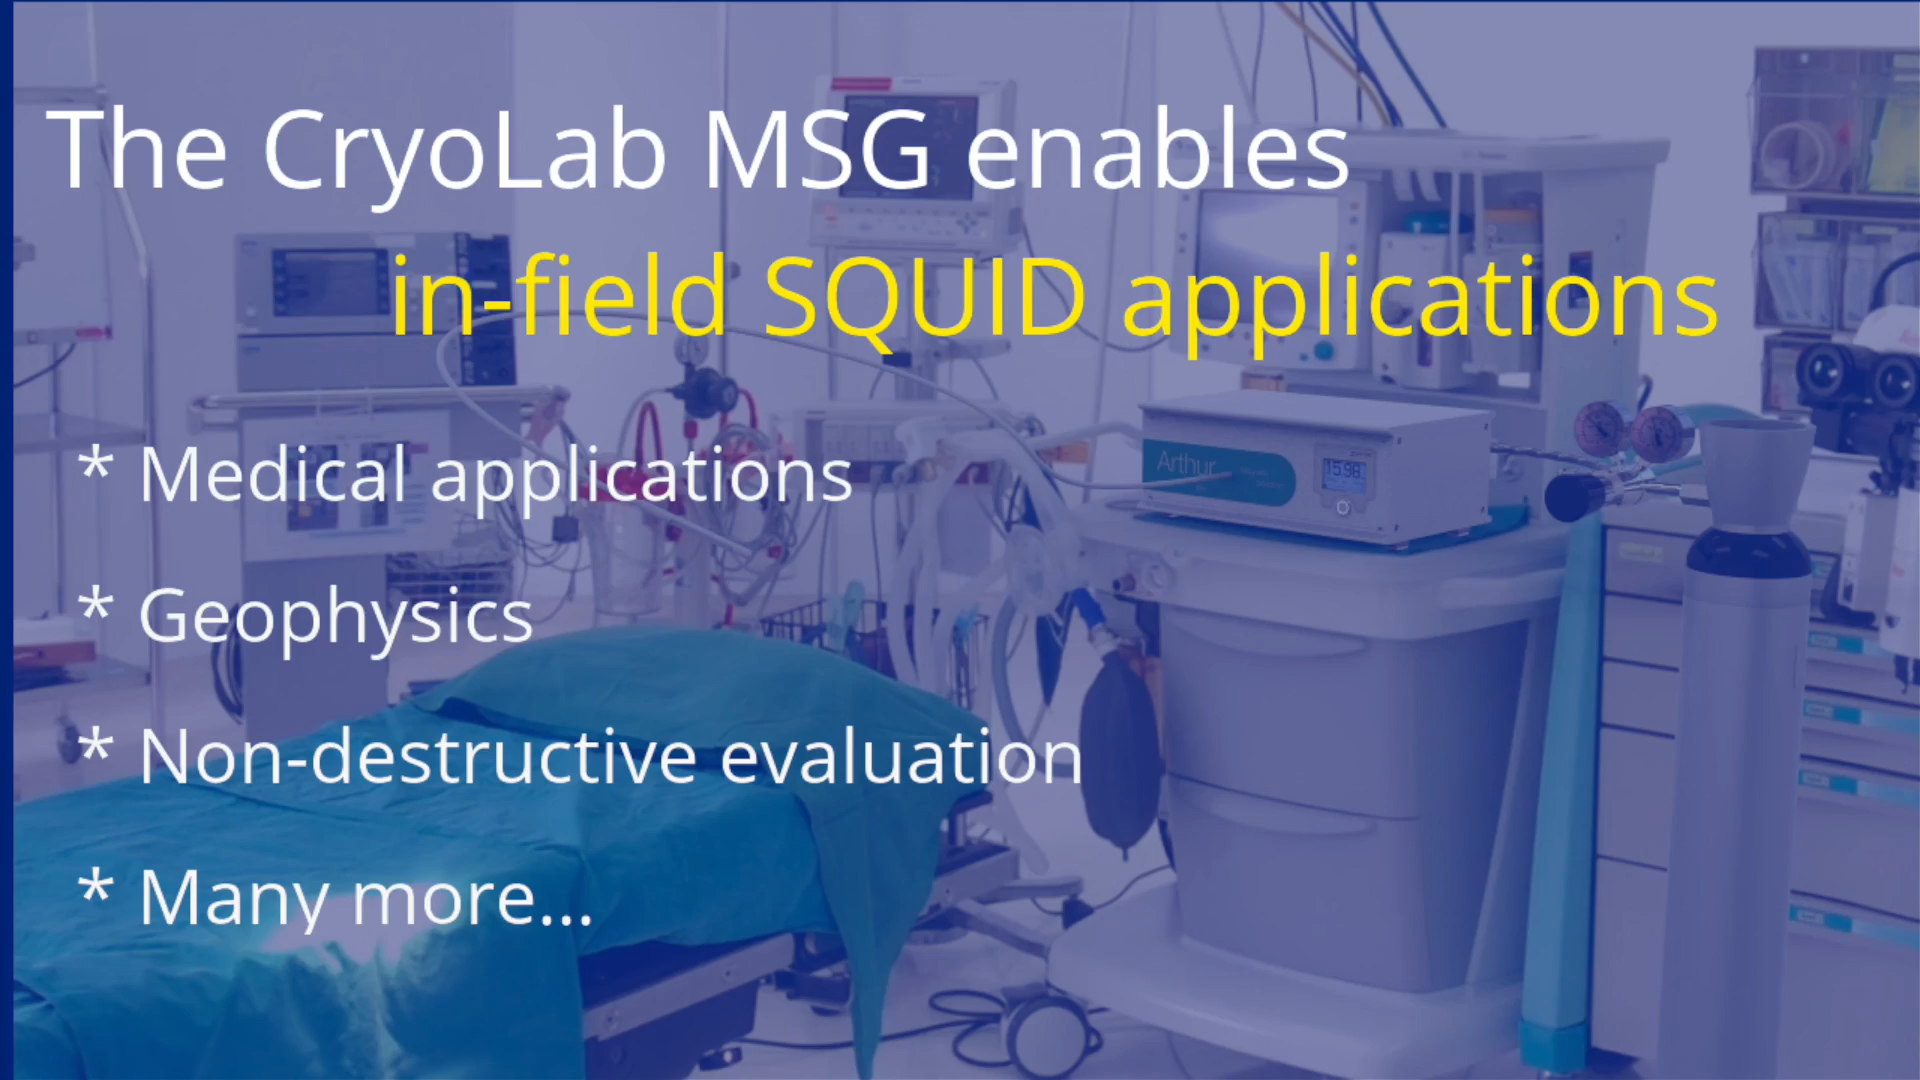 The CryoLab MSG enables
in-field SQUID applications
* Medical applications
* Geophysics
* Non-destructive evaluation
* Many more...
Arthur
15.98